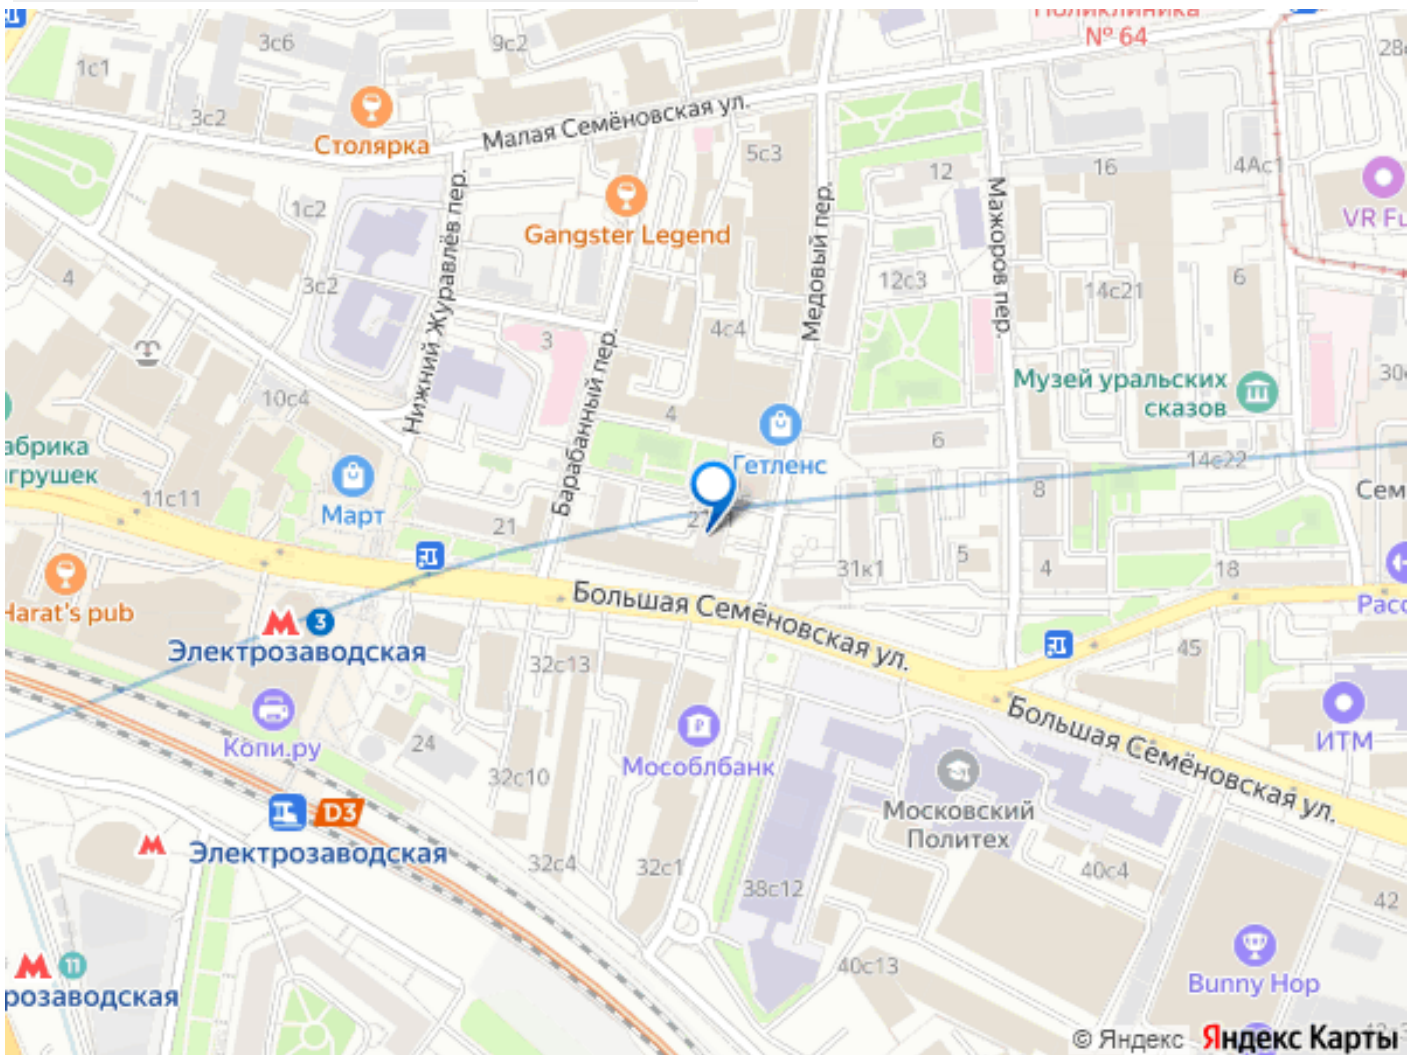 Поликлиника
№ 64
3с6
9с2
28
1с1
3с2
Столярка
Малая Семёновская ул.
5с3
12
16
4Ас1
VR Fu
1с2
Нижний Журавлёв пер.
Gangster Legend
Медовый пер.
Мажоров пер.
4
3с2
12с3
14с21
6
3
4с4
Барабанный пер.
10с4
Музей уральских
сказов
30
абрика
грушек
4
6
Гетленс
14с22
11с11
Март
21
8
Сем
31к1
5
4
18
Harat's pub
Большая Семёновская ул.
Расс
3
Электрозаводская
32с13
45
Большая Семёновская ул.
Копи.ру
24
Мособлбанк
ИТМ
32с10
Московский
Политех
D3
Электрозаводская
32с4
32с1
38с12
40с4
42
11
розаводская
40с13
Bunny Hop
© Яндекс Яндекс Карты